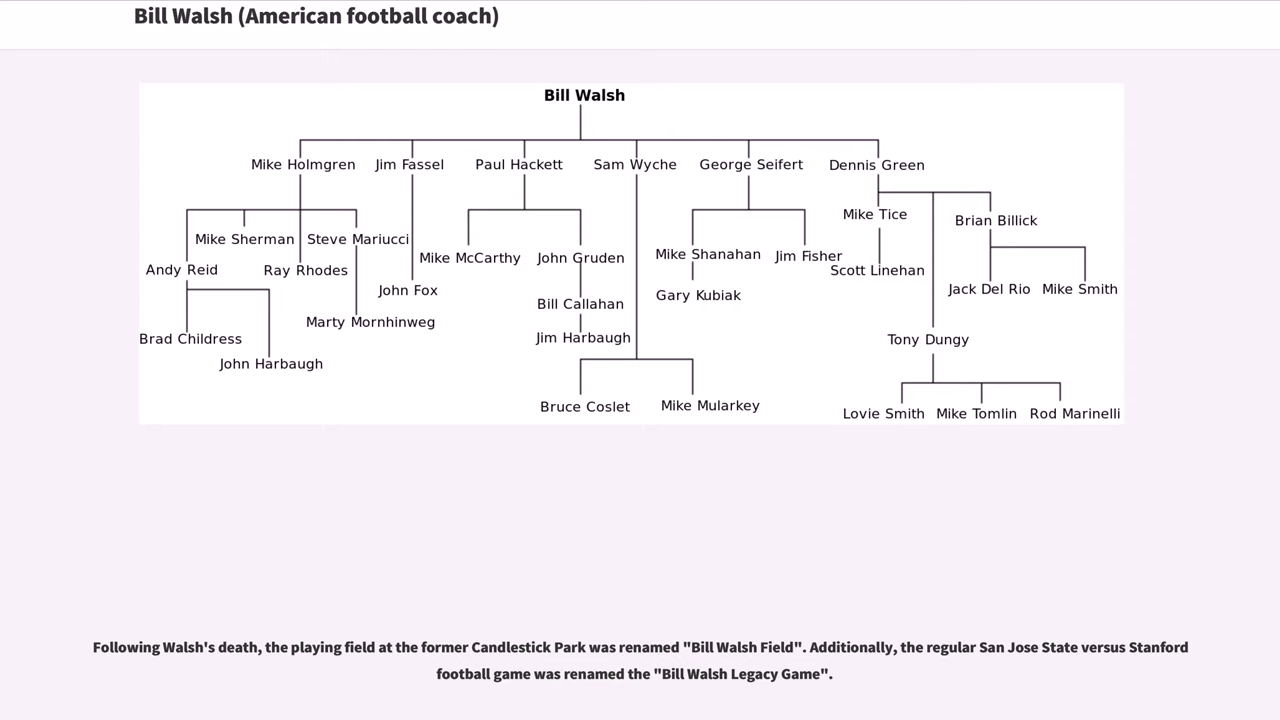 Bill Walsh (American football coach)
Bill Walsh
Mike Holmgren Jim Fassel Paul Hackett Sam Wyche George Seifert Dennis Green
Mike Tice Brian Billick
Mike Sherman Steve Mariucci
Mike McCarthy John Gruden Mike Shanahan Jim Fisher
Andy Reid Ray Rhodes Scott Linehan
John Fox Gary Kubiak Jack Del Rio Mike Smith
Bill Callahan
Marty Mornhinweg
Brad Childress Jim Harbaugh Tony Dungy
John Harbaugh
Bruce Coslet Mike Mularkey
Lovie Smith Mike Tomlin Rod Marinelli
Following Walsh's death, the playing field at the former Candlestick Park was renamed "Bill Walsh Field". Additionally, the regular San Jose State versus Stanford
football game was renamed the "Bill Walsh Legacy Game".